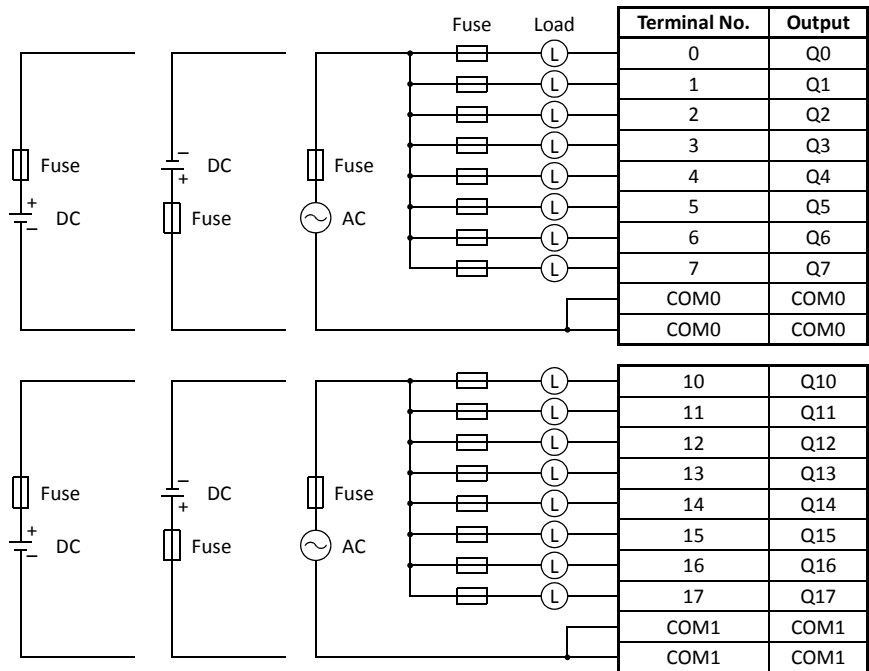 Fuse Load Terminal No. Output
L 0 Q0
L 1 Q1
L 2 Q2
L 3 Q3
L 4 Q4
L 5 Q5
L 6 Q6
L 7 Q7
COM0 COM0
COM0 COM0
Fuse
+
− DC
−
+ DC
Fuse
Fuse
AC
L 10 Q10
L 11 Q11
L 12 Q12
L 13 Q13
L 14 Q14
L 15 Q15
L 16 Q16
L 17 Q17
COM1 COM1
COM1 COM1
Fuse
+
− DC
−
+ DC
Fuse
Fuse
AC